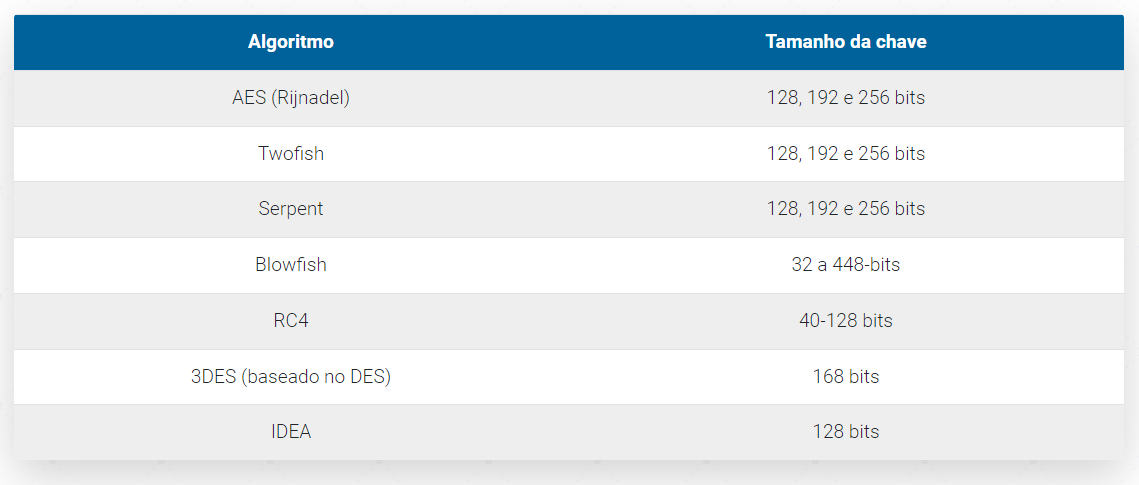 Algoritmo Tamanho da chave
AES (Rijnadel) 128, 192 e 256 bits
Twofish 128, 192 e 256 bits
Serpent 128, 192 e 256 bits
Blowfish 32 a 448-bits
RC4 40-128 bits
3DES (baseado no DES) 168 bits
IDEA 128 bits